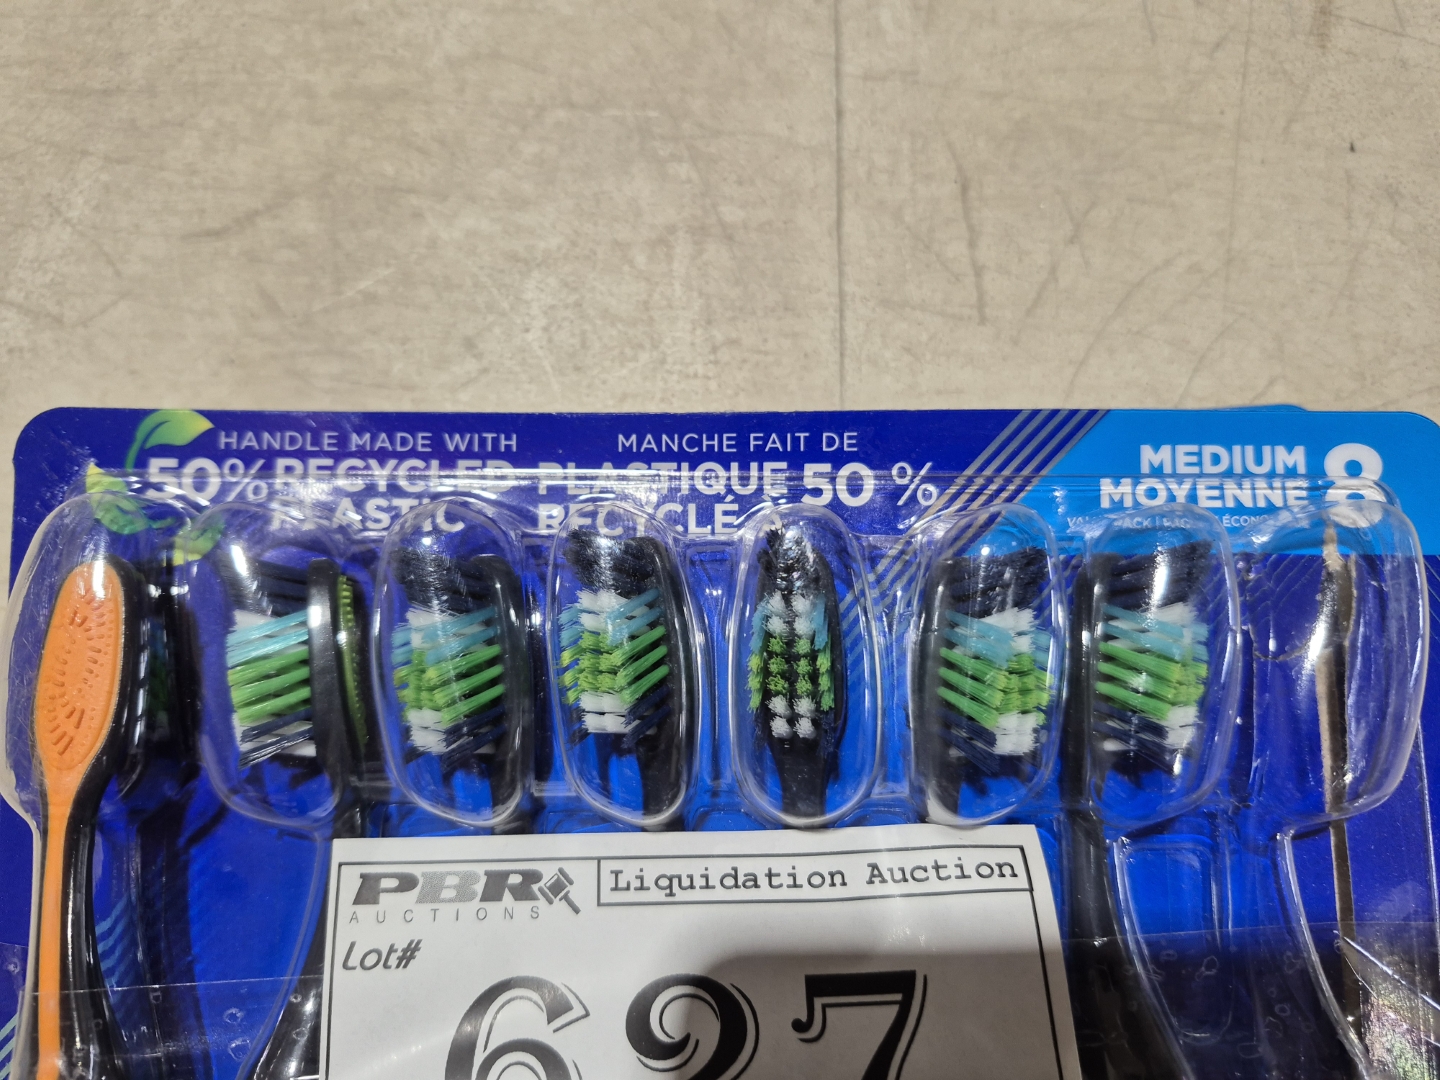 HANDLE MADE WITH
50% RECYCLED
PLASTIC
MANCHE FAIT DE
PLASTIQUE 50 %
RECYCLÉ À
MEDIUM
MOYENNE
8
PBR
AUCTIONS
Liquidation Auction
Lot#
627